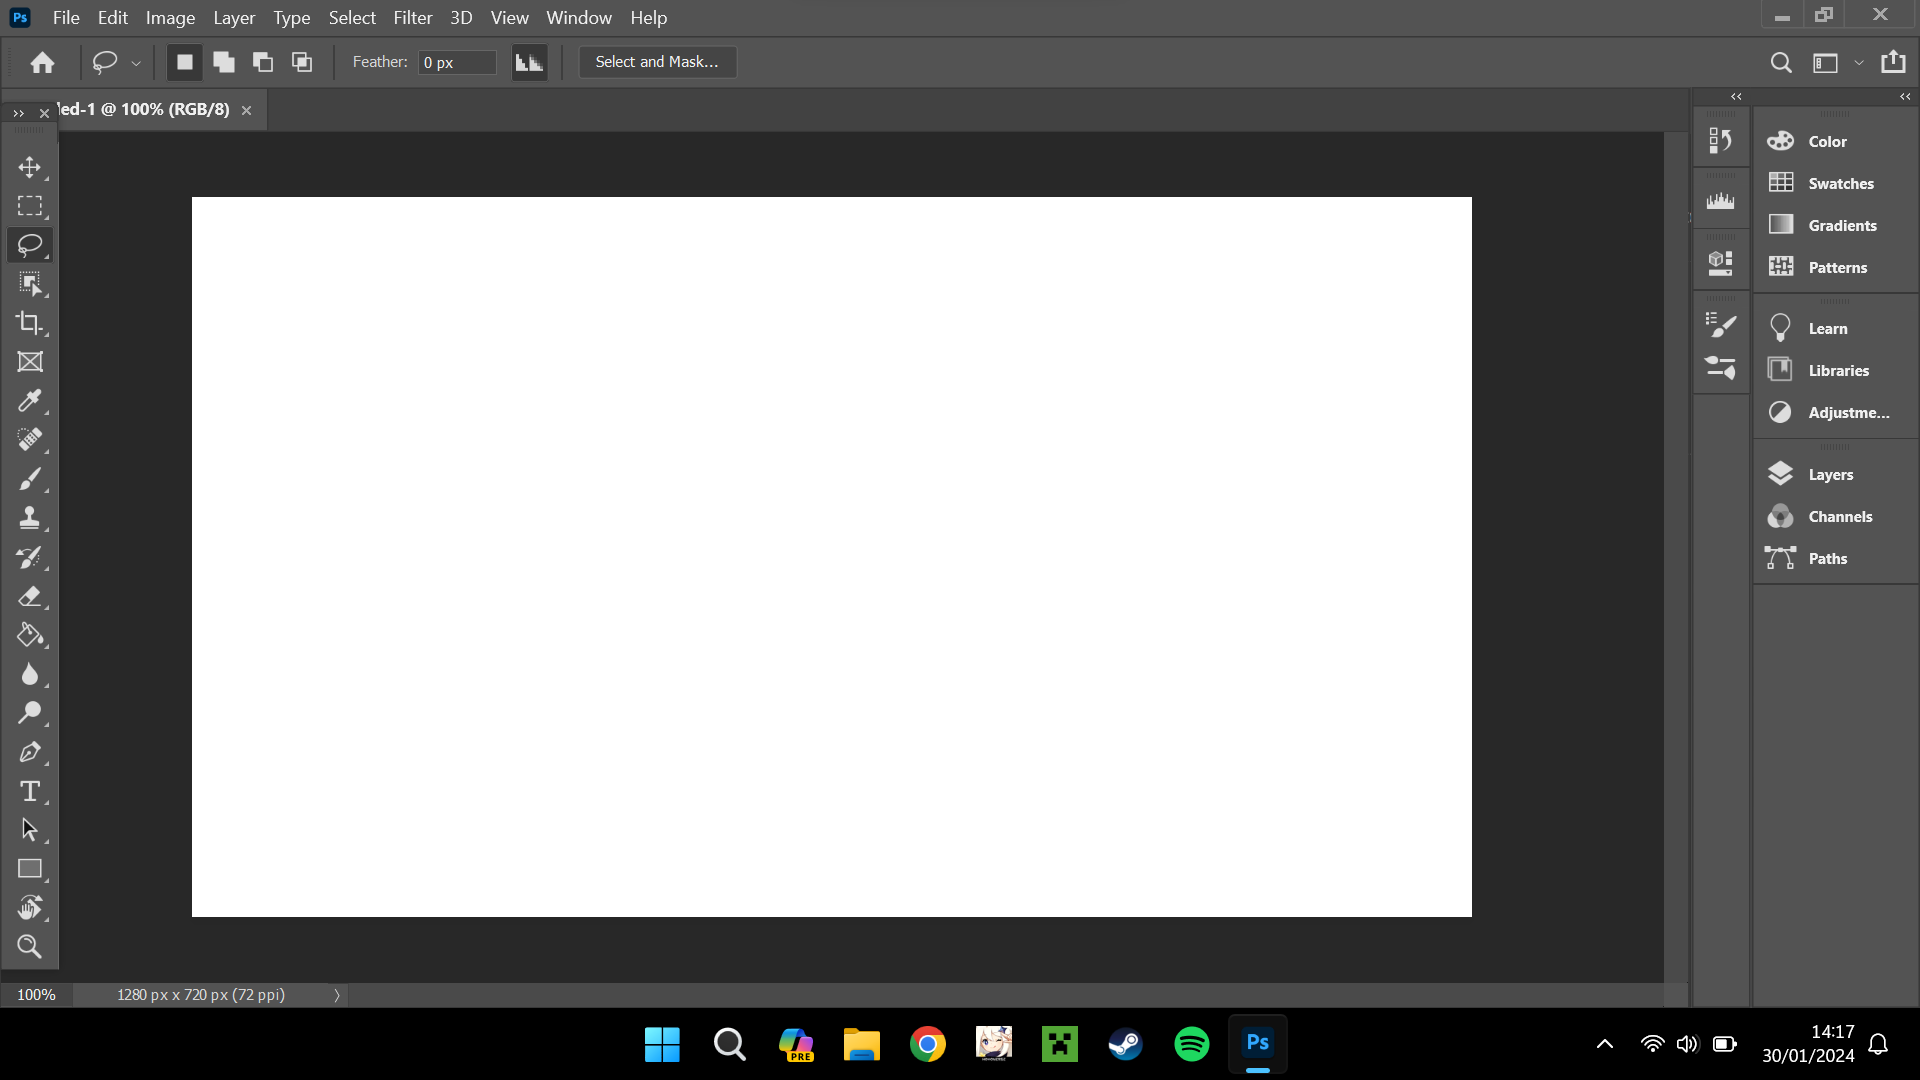 Ps File Edit Image Layer Type Select Filter 3D View Window Help
Feather: 0 px Select and Mask...
led-1 @ 100% (RGB/8)
Color
Swatches
Gradients
Patterns
Learn
Libraries
Adjustme...
Layers
Channels
Paths
100% 1280 px x 720 px (72 ppi)
PRE
Ps
14:17
30/01/2024